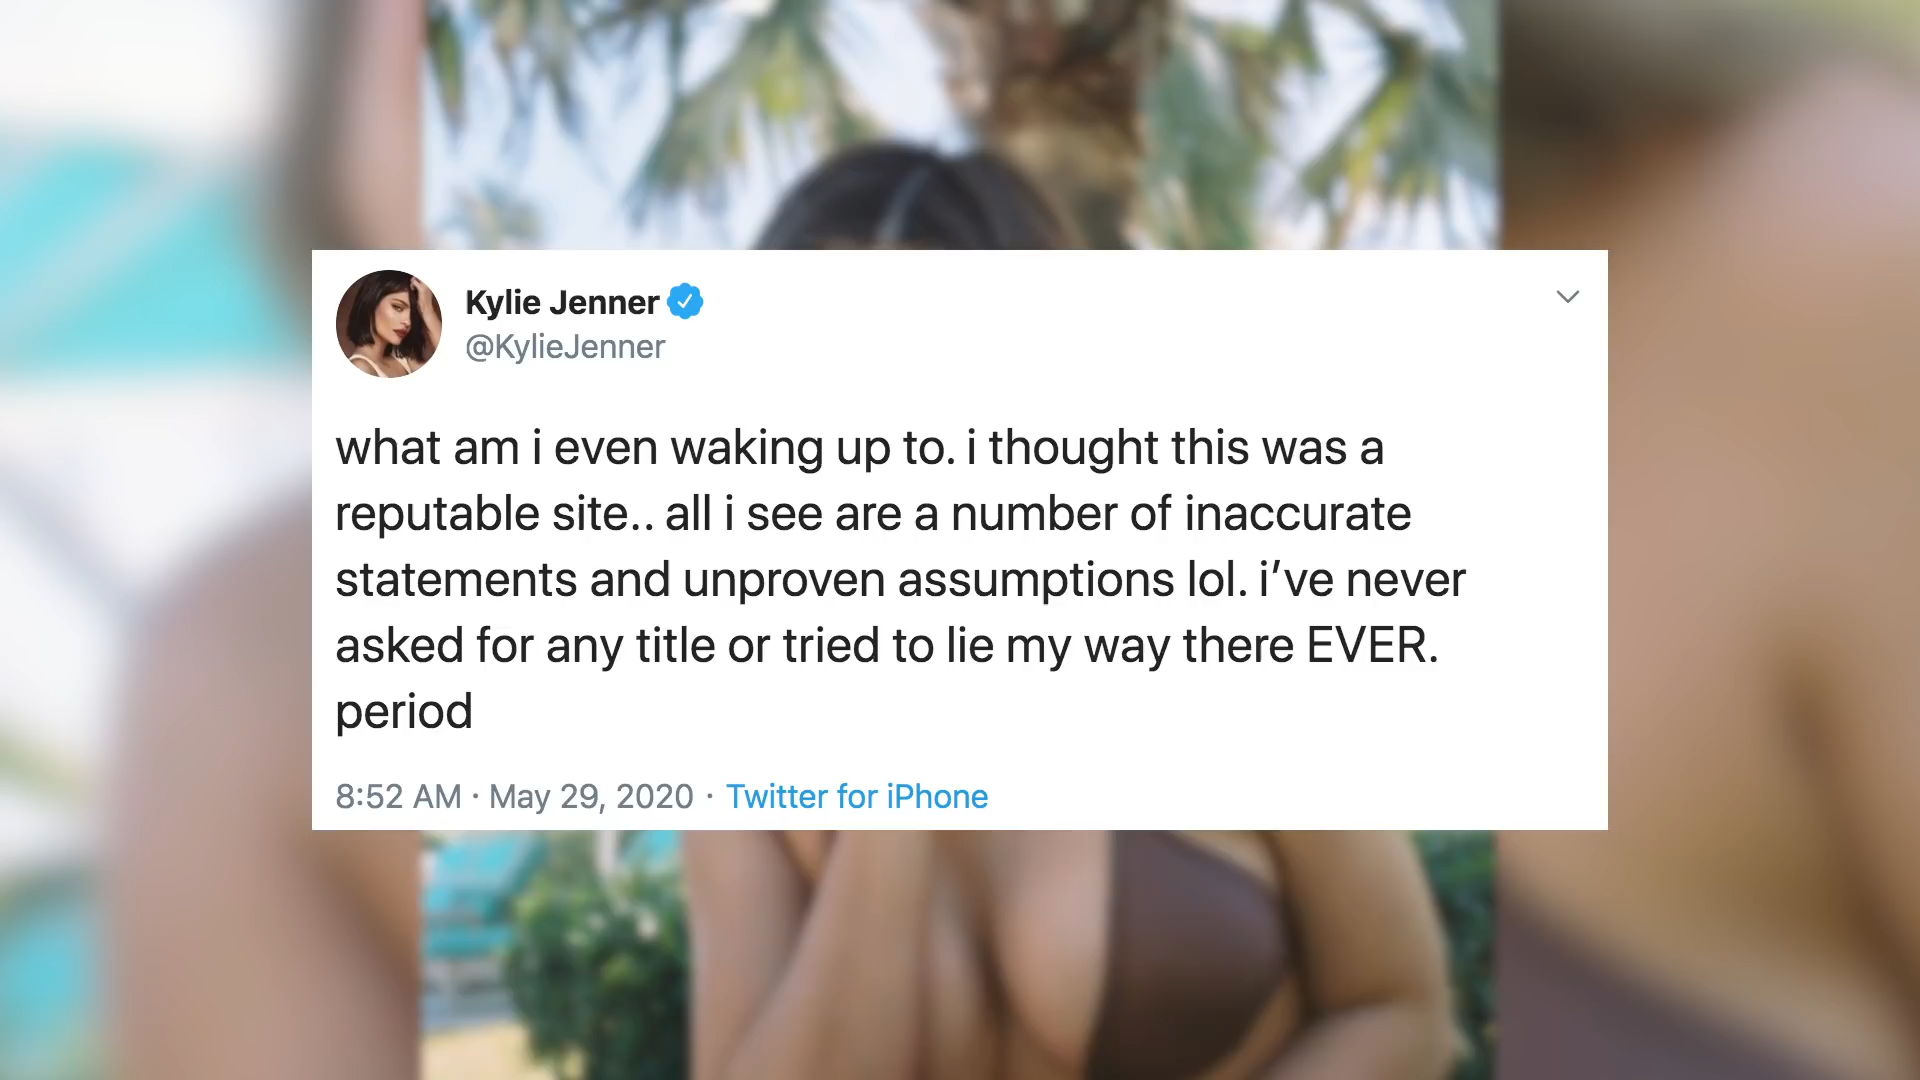 Kylie Jenner
@KylieJenner
what am i even waking up to. i thought this was a
reputable site.. all i see are a number of inaccurate
statements and unproven assumptions lol. i’ve never
asked for any title or tried to lie my way there EVER.
period
8:52 AM · May 29, 2020 · Twitter for iPhone